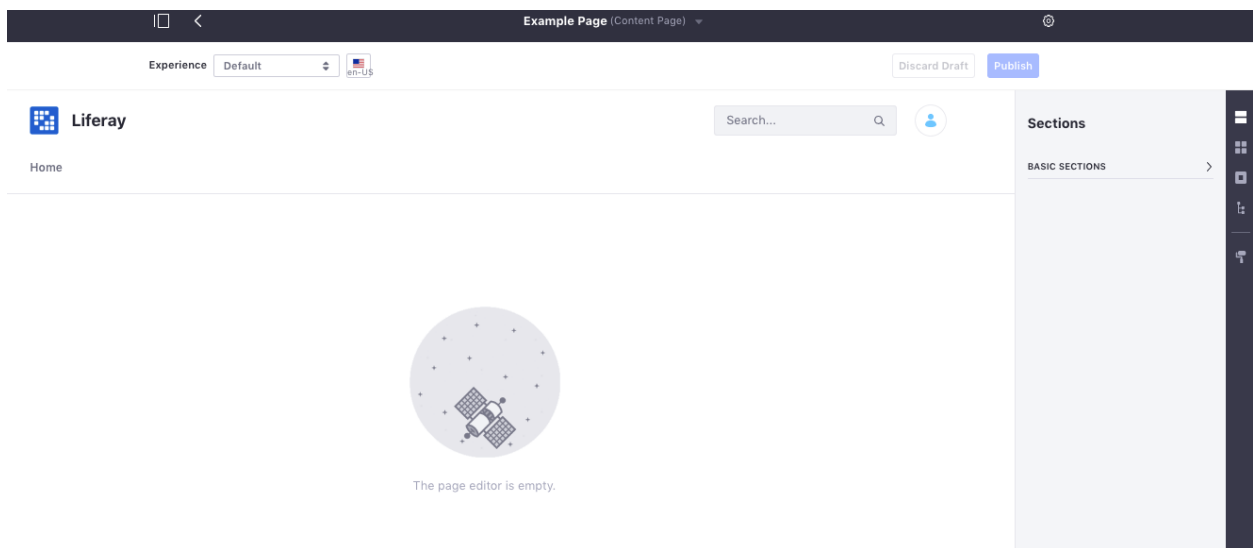 Example Page (Content Page)
Experience Default en-US Discard Draft Publish
Liferay Search...
Sections
Home
BASIC SECTIONS
The page editor is empty.